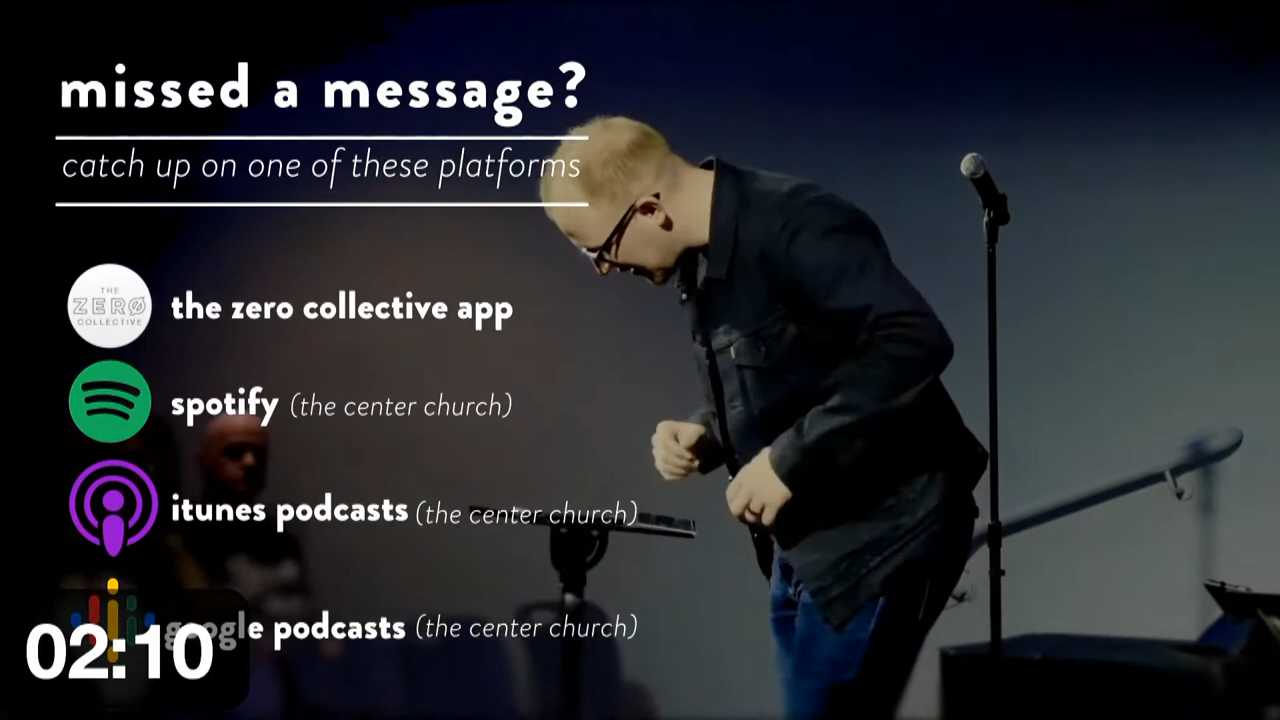 missed a message?
catch up on one of these platforms
THE
ZERØ
COLLECTIVE
the zero collective app
spotify (the center church)
itunes podcasts (the center church)
google podcasts (the center church)
02:10